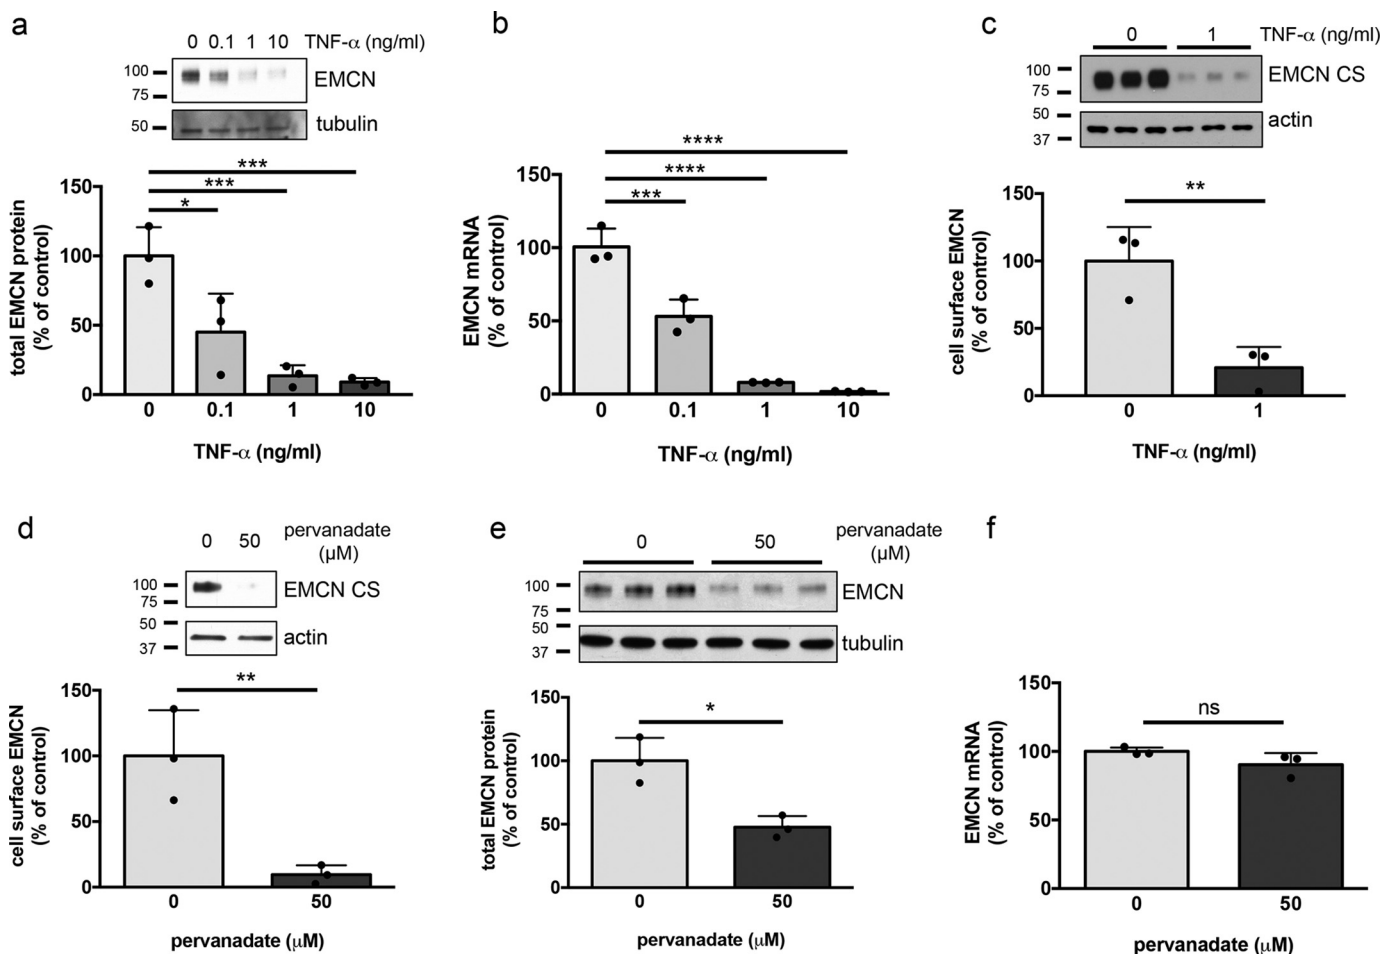 a
0 0.1 1 10 TNF-α (ng/ml)
100
75
EMCN
50
tubulin
***
***
*
150
100
50
0
total EMCN protein
(% of control)
0 0.1 1 10
TNF-α (ng/ml)
b
****
****
***
150
100
50
0
EMCN mRNA
(% of control)
0 0.1 1 10
TNF-α (ng/ml)
c
0 1 TNF-α (ng/ml)
100
75
EMCN CS
50
37
actin
**
150
100
50
0
cell surface EMCN
(% of control)
0 1
TNF-α (ng/ml)
d
0 50 pervanadate
(µM)
100
75
EMCN CS
50
37
actin
**
150
100
50
0
cell surface EMCN
(% of control)
0 50
pervanadate (µM)
e
0 50 pervanadate
(µM)
100
75
EMCN
50
37
tubulin
*
150
100
50
0
total EMCN protein
(% of control)
0 50
pervanadate (µM)
f
ns
150
100
50
0
EMCN mRNA
(% of control)
0 50
pervanadate (µM)